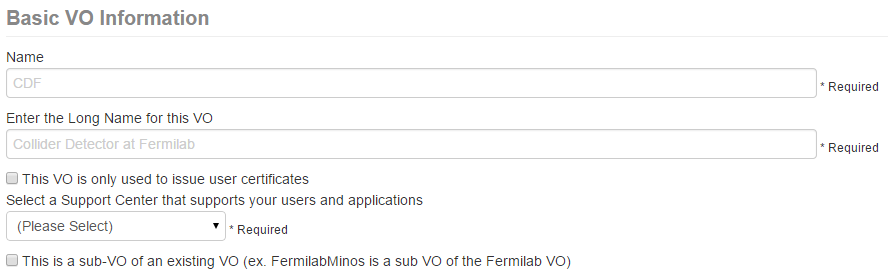 Basic VO Information
Name
CDF
* Required
Enter the Long Name for this VO
Collider Detector at Fermilab
* Required
This VO is only used to issue user certificates
Select a Support Center that supports your users and applications
(Please Select)
* Required
This is a sub-VO of an existing VO (ex. FermilabMinos is a sub VO of the Fermilab VO)